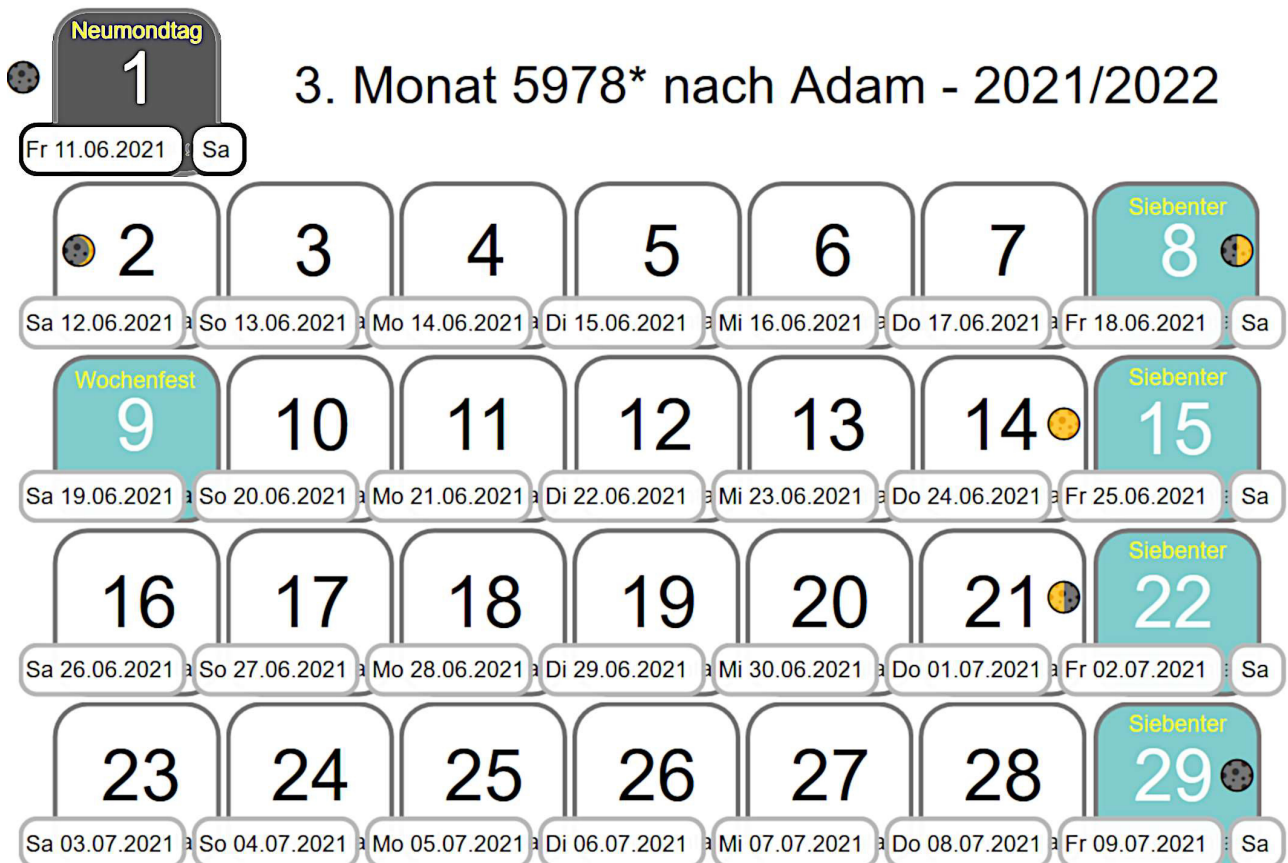 Neumondtag
1
3. Monat 5978* nach Adam - 2021/2022
Fr 11.06.2021 Sa
Siebenter
2 3 4 5 6 7 8
Sa 12.06.2021 So 13.06.2021 Mo 14.06.2021 Di 15.06.2021 Mi 16.06.2021 Do 17.06.2021 Fr 18.06.2021 Sa
Wochenfest Siebenter
9 10 11 12 13 14 15
Sa 19.06.2021 So 20.06.2021 Mo 21.06.2021 Di 22.06.2021 Mi 23.06.2021 Do 24.06.2021 Fr 25.06.2021 Sa
Siebenter
16 17 18 19 20 21 22
Sa 26.06.2021 So 27.06.2021 Mo 28.06.2021 Di 29.06.2021 Mi 30.06.2021 Do 01.07.2021 Fr 02.07.2021 Sa
Siebenter
23 24 25 26 27 28 29
Sa 03.07.2021 So 04.07.2021 Mo 05.07.2021 Di 06.07.2021 Mi 07.07.2021 Do 08.07.2021 Fr 09.07.2021 Sa